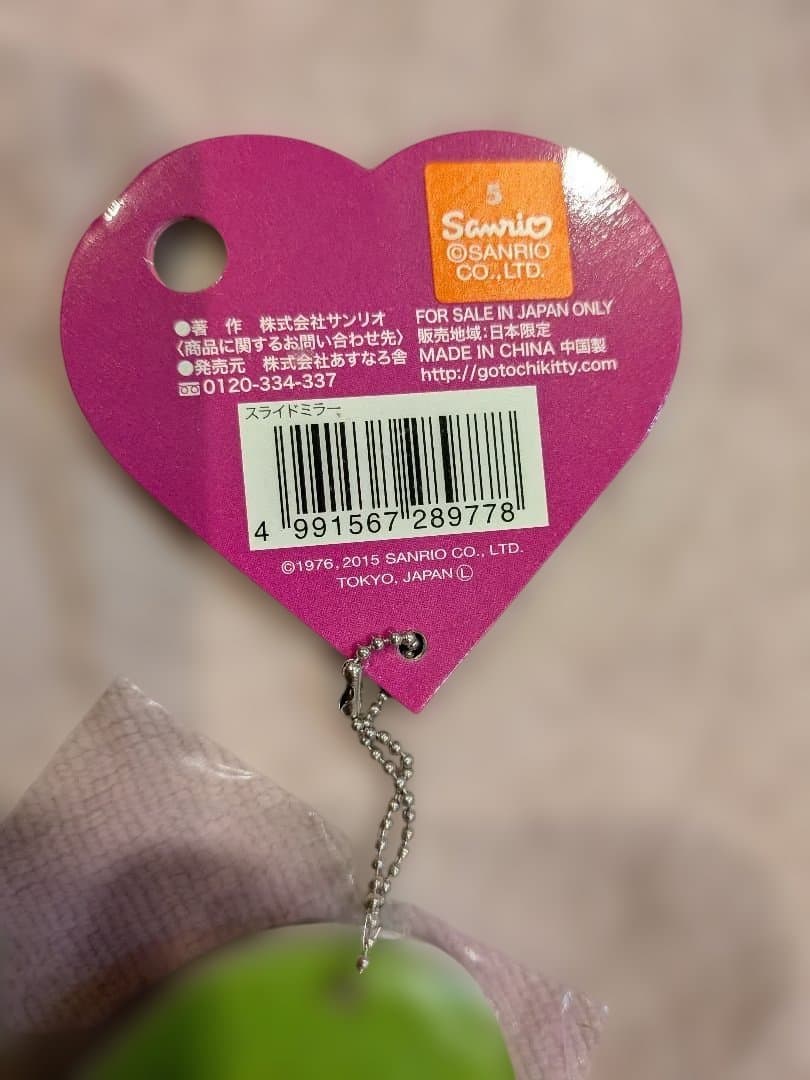 5
Sanrio
©SANRIO
CO.,LTD.
●著 作 株式会社サンリオ
〈商品に関するお問い合わせ先〉
●発売元 株式会社あすなろ舎
0120-334-337
FOR SALE IN JAPAN ONLY
販売地域:日本限定
MADE IN CHINA 中国製
http://gotochikitty.com
スライドミラー
4 991567 289778
©1976, 2015 SANRIO CO., LTD.
TOKYO, JAPAN Ⓛ